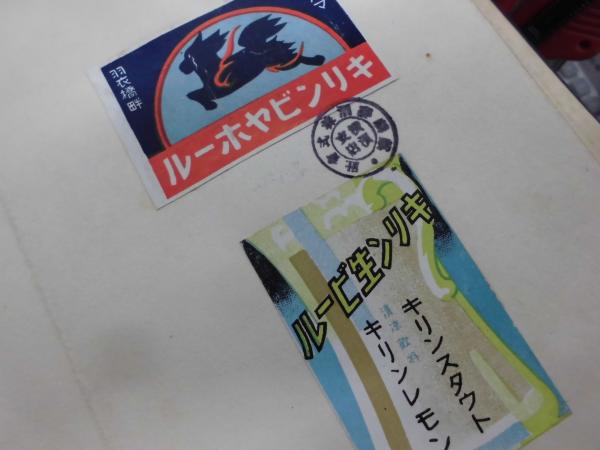 キリンビヤホール
羽衣橋畔
キリン生ビール
キリンスタウト
清涼飲料
キリンレモン